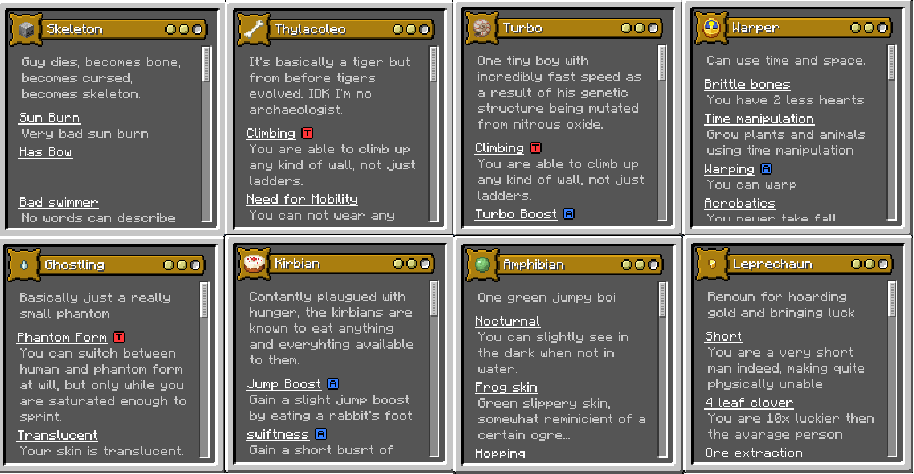 Skeleton
Guy dies, becomes bone,
becomes cursed,
becomes skeleton.
Sun Burn
Very bad sun burn
Has Bow
Bad swimmer
No words can describe
Thylacoleo
It's basically a tiger but
from before tigers
evolved. IDK I'm no
archaeologist.
Climbing T
You are able to climb up
any kind of wall, not just
ladders.
Need for Mobility
You can not wear any
Turbo
One tiny boy with
incredibly fast speed as
a result of his genetic
structure being mutated
from nitrous oxide.
Climbing T
You are able to climb up
any kind of wall, not just
ladders.
Turbo Boost A
Warper
Can use time and space.
Brittle bones
You have 2 less hearts
Time manipulation
Grow plants and animals
using time manipulation
Warping A
You can warp
Acrobatics
You never take fall
Ghostling
Basically just a really
small phantom
Phantom Form T
You can switch between
human and phantom form
at will, but only while you
are saturated enough to
sprint.
Translucent
Your skin is translucent.
Kirbian
Contantly plaugued with
hunger, the kirbians are
known to eat anything
and everyhting available
to them.
Jump Boost A
Gain a slight jump boost
by eating a rabbit's foot
swiftness A
Gain a short busrt of
Amphibian
One green jumpy boi
Nocturnal
You can slightly see in
the dark when not in
water.
Frog skin
Green slippery skin,
somewhat reminicient of a
certain ogre...
Hopping
Leprechaun
Renoun for hoarding
gold and bringing luck
Short
You are a very short
man indeed, making quite
physically unable
4 leaf clover
You are 10x luckier then
the avarage person
Ore extraction